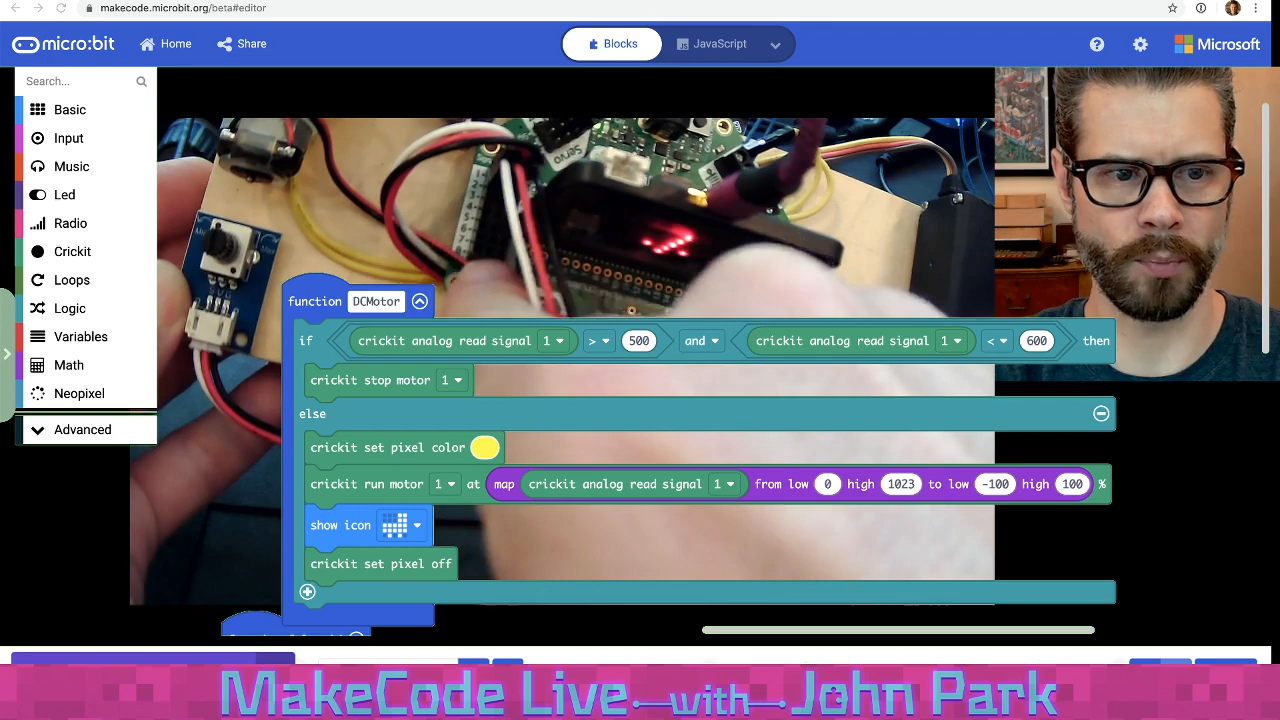 makecode.microbit.org/beta#editor
micro:bit Home Share Blocks JavaScript Microsoft
Search...
Basic
Input
Music
Led
Radio
Crickit
Loops
Logic
Variables
Math
Neopixel
Advanced
Servo
function DCMotor
if crickit analog read signal 1 > 500 and crickit analog read signal 1 < 600 then
crickit stop motor 1
else
crickit set pixel color
crickit run motor 1 at map crickit analog read signal 1 from low 0 high 1023 to low -100 high 100 %
show icon
crickit set pixel off
MakeCode Live with John Park